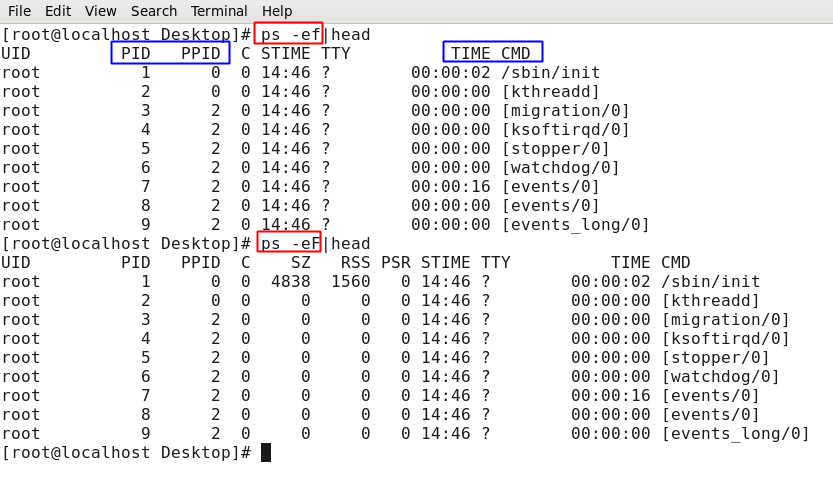 File Edit View Search Terminal Help
[root@localhost Desktop]# ps -ef|head
UID PID PPID C STIME TTY TIME CMD
root 1 0 0 14:46 ? 00:00:02 /sbin/init
root 2 0 0 14:46 ? 00:00:00 [kthreadd]
root 3 2 0 14:46 ? 00:00:00 [migration/0]
root 4 2 0 14:46 ? 00:00:00 [ksoftirqd/0]
root 5 2 0 14:46 ? 00:00:00 [stopper/0]
root 6 2 0 14:46 ? 00:00:00 [watchdog/0]
root 7 2 0 14:46 ? 00:00:16 [events/0]
root 8 2 0 14:46 ? 00:00:00 [events/0]
root 9 2 0 14:46 ? 00:00:00 [events_long/0]
[root@localhost Desktop]# ps -eF|head
UID PID PPID C SZ RSS PSR STIME TTY TIME CMD
root 1 0 0 4838 1560 0 14:46 ? 00:00:02 /sbin/init
root 2 0 0 0 0 0 14:46 ? 00:00:00 [kthreadd]
root 3 2 0 0 0 0 14:46 ? 00:00:00 [migration/0]
root 4 2 0 0 0 0 14:46 ? 00:00:00 [ksoftirqd/0]
root 5 2 0 0 0 0 14:46 ? 00:00:00 [stopper/0]
root 6 2 0 0 0 0 14:46 ? 00:00:00 [watchdog/0]
root 7 2 0 0 0 0 14:46 ? 00:00:16 [events/0]
root 8 2 0 0 0 0 14:46 ? 00:00:00 [events/0]
root 9 2 0 0 0 0 14:46 ? 00:00:00 [events_long/0]
[root@localhost Desktop]#